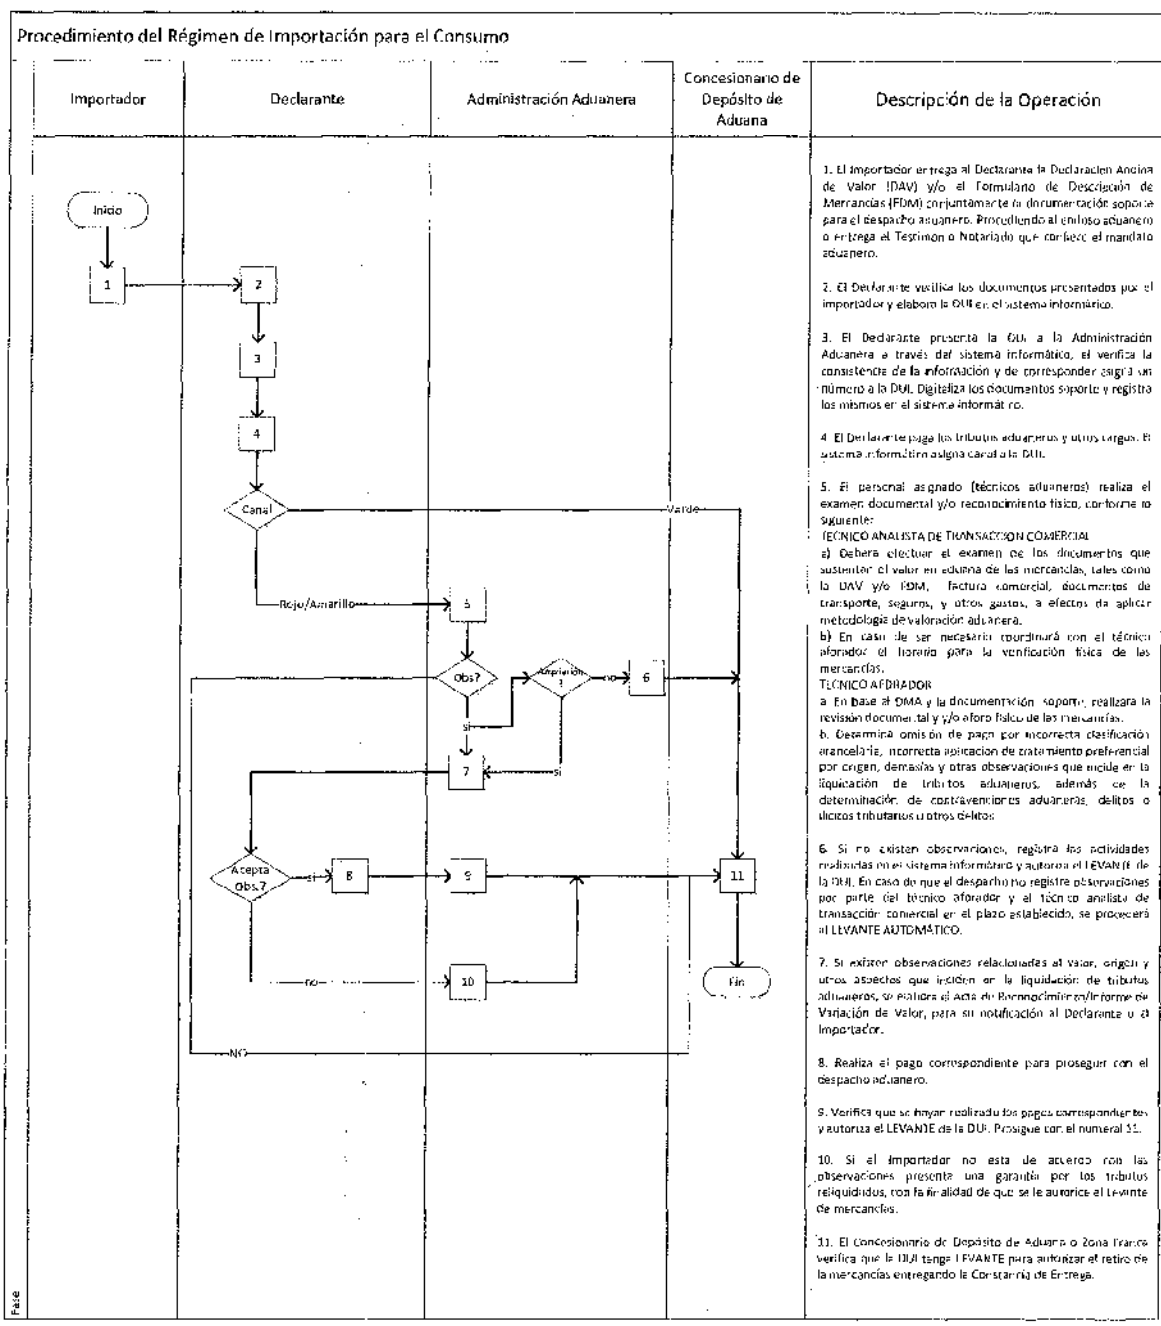 Procedimiento del Régimen de Importación para el Consumo
Importador
Declarante
Administración Aduanera
Concesionario de
Depósito de
Aduana
Descripción de la Operación
Inicio
1
2
3
4
Canal
Verde
Rojo/Amarillo
5
Obs?
Ampliación
?
no
6
si
7
si
Acepta
Obs.?
si
8
9
11
no
10
Fin
NO
Fase
1. El Importador entrega al Declarante la Declaracion Andina
de Valor (DAV) y/o el Formulario de Descripción de
Mercancías (FDM) conjuntamente la documentación soporte
para el despacho aduanero. Procediendo al endoso aduanero
o entrega el Testimonio Notariado que confiere el mandato
aduanero.
2. El Declarante verifica los documentos presentados por el
importador y elabora la DUI en el sistema informático.
3. El Declarante presenta la DUI a la Administración
Aduanera a través del sistema informático, el verifica la
consistencia de la información y de corresponder asigna un
número a la DUI. Digitaliza los documentos soporte y registra
los mismos en el sistema informático.
4. El Declarante paga los tributos aduaneros y otros cargos. El
sistema informático asigna canal a la DUI.
5. El personal asignado (técnicos aduaneros) realiza el
examen documental y/o reconocimiento físico, conforme lo
siguiente:
TECNICO ANALISTA DE TRANSACCION COMERCIAL
a) Debera efectuar el examen de los documentos que
sustentan el valor en aduana de las mercancías, tales como
la DAV y/o FDM, factura comercial, documentos de
transporte, seguros, y otros gastos, a efectos de aplicar
metodología de valoración aduanera.
b) En caso de ser necesario coordinará con el técnico
aforador el horario para la verificación física de las
mercancías.
TECNICO AFORADOR
a. En base al DMA y la documentación soporte, realizara la
revisión documental y y/o aforo físico de las mercancías.
b. Determina omisión de pago por incorrecta clasificación
arancelaria, incorrecta aplicación de tratamiento preferencial
por origen, demasías y otras observaciones que incide en la
liquidación de tributos aduaneros, además de la
determinación de contravenciones aduaneras, delitos o
ilícitos tributarios u otros delitos
6. Si no existen observaciones, registra las actividades
realizadas en el sistema informático y autoriza el LEVANTE de
la DUI. En caso de que el despacho no registre observaciones
por parte del técnico aforador y el técnico analista de
transacción comercial en el plazo establecido, se procederá
al LEVANTE AUTOMÁTICO.
7. Si existen observaciones relacionadas al valor, origen y
otros aspectos que inciden en la liquidación de tributos
aduaneros, se elabora el Acta de Reconocimiento/Informe de
Variación de Valor, para su notificación al Declarante o al
Importador.
8. Realiza el pago correspondiente para proseguir con el
despacho aduanero.
9. Verifica que se hayan realizado los pagos correspondientes
y autoriza el LEVANTE de la DUI. Prosigue con el numeral 11.
10. Si el Importador no esta de acuerdo con las
observaciones presenta una garantía por los tributos
reliquidados, con la finalidad de que se le autorice el Levante
de mercancías.
11. El Concesionario de Depósito de Aduana o Zona Franca
verifica que la DUI tenga LEVANTE para autorizar el retiro de
la mercancías entregando la Constancia de Entrega.